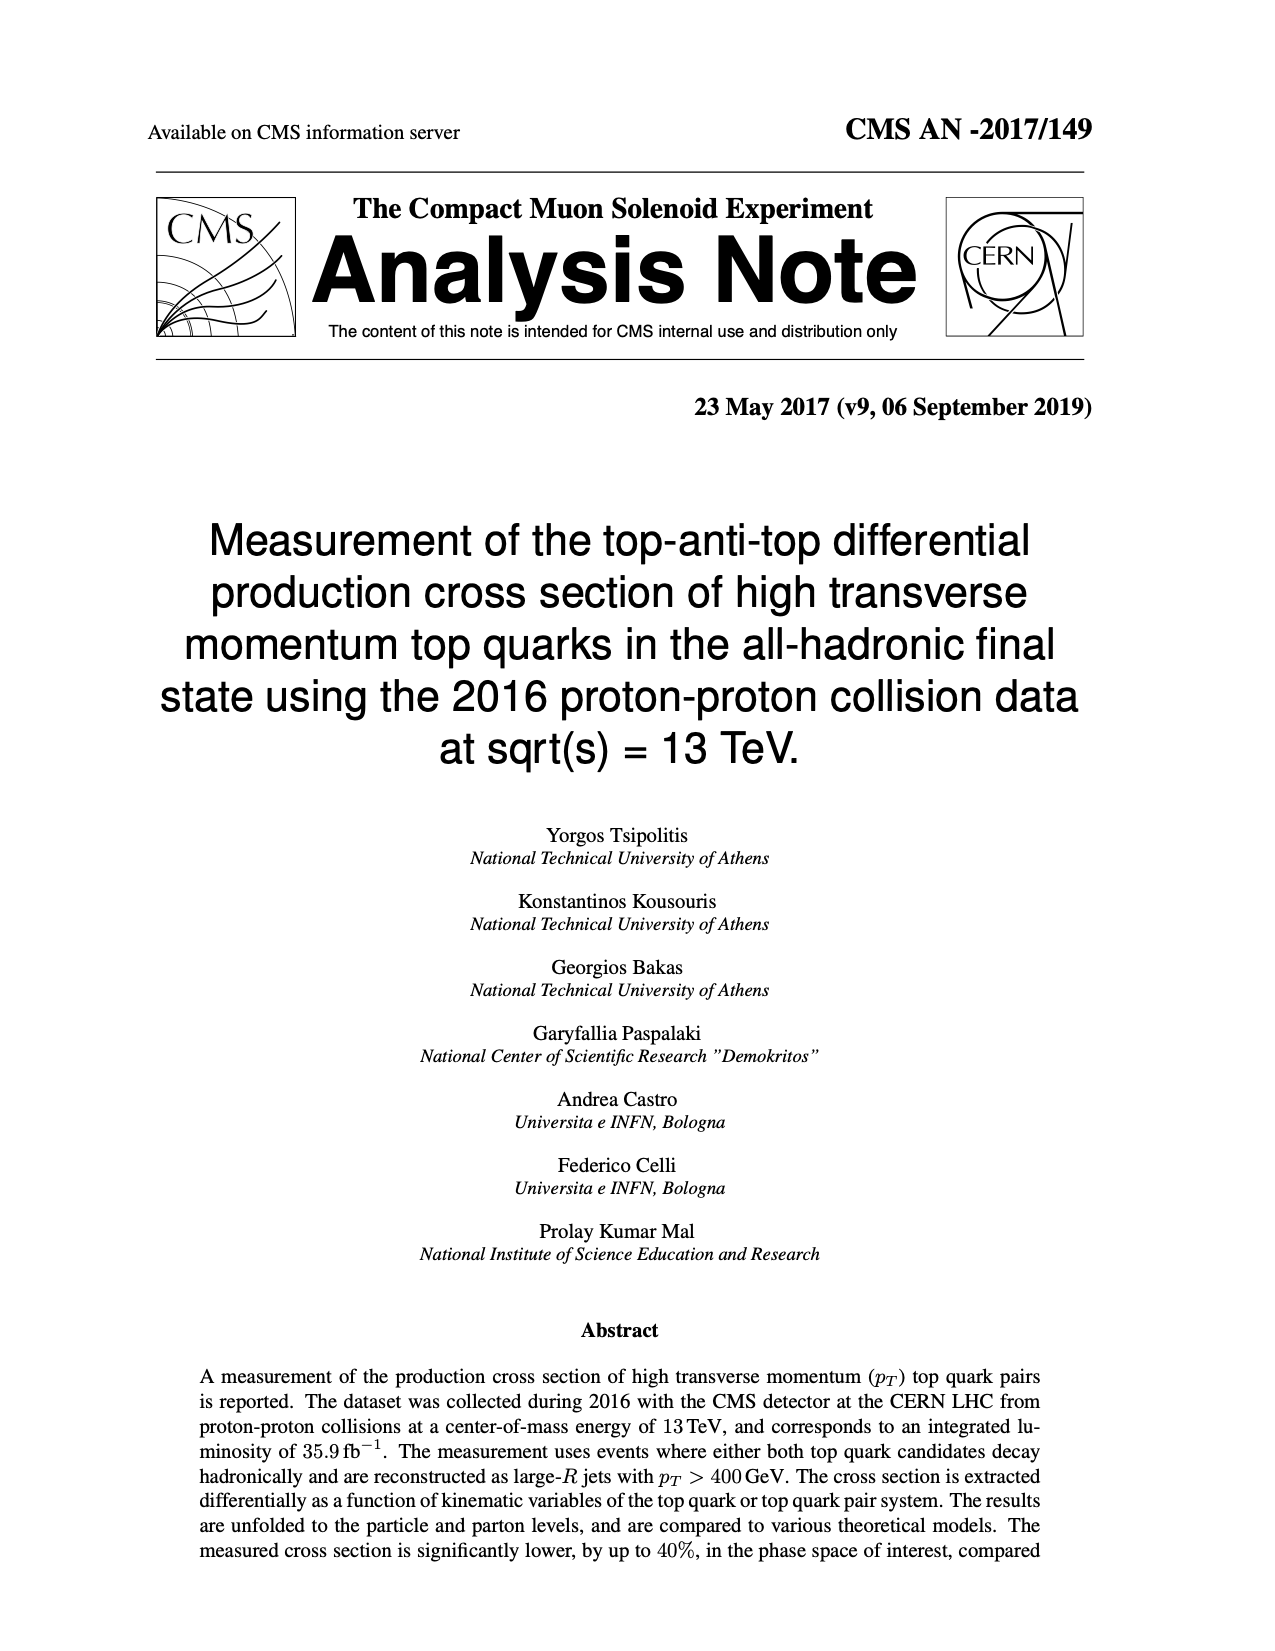 Available on CMS information server
CMS AN -2017/149
CMS
The Compact Muon Solenoid Experiment
Analysis Note
The content of this note is intended for CMS internal use and distribution only
CERN
23 May 2017 (v9, 06 September 2019)
Measurement of the top-anti-top differential
production cross section of high transverse
momentum top quarks in the all-hadronic final
state using the 2016 proton-proton collision data
at sqrt(s) = 13 TeV.
Yorgos Tsipolitis
National Technical University of Athens
Konstantinos Kousouris
National Technical University of Athens
Georgios Bakas
National Technical University of Athens
Garyfallia Paspalaki
National Center of Scientific Research ”Demokritos”
Andrea Castro
Universita e INFN, Bologna
Federico Celli
Universita e INFN, Bologna
Prolay Kumar Mal
National Institute of Science Education and Research
Abstract
A measurement of the production cross section of high transverse momentum (p_T) top quark pairs
is reported. The dataset was collected during 2016 with the CMS detector at the CERN LHC from
proton-proton collisions at a center-of-mass energy of 13 TeV, and corresponds to an integrated lu-
minosity of 35.9 fb⁻¹. The measurement uses events where either both top quark candidates decay
hadronically and are reconstructed as large-R jets with p_T > 400 GeV. The cross section is extracted
differentially as a function of kinematic variables of the top quark or top quark pair system. The results
are unfolded to the particle and parton levels, and are compared to various theoretical models. The
measured cross section is significantly lower, by up to 40%, in the phase space of interest, compared